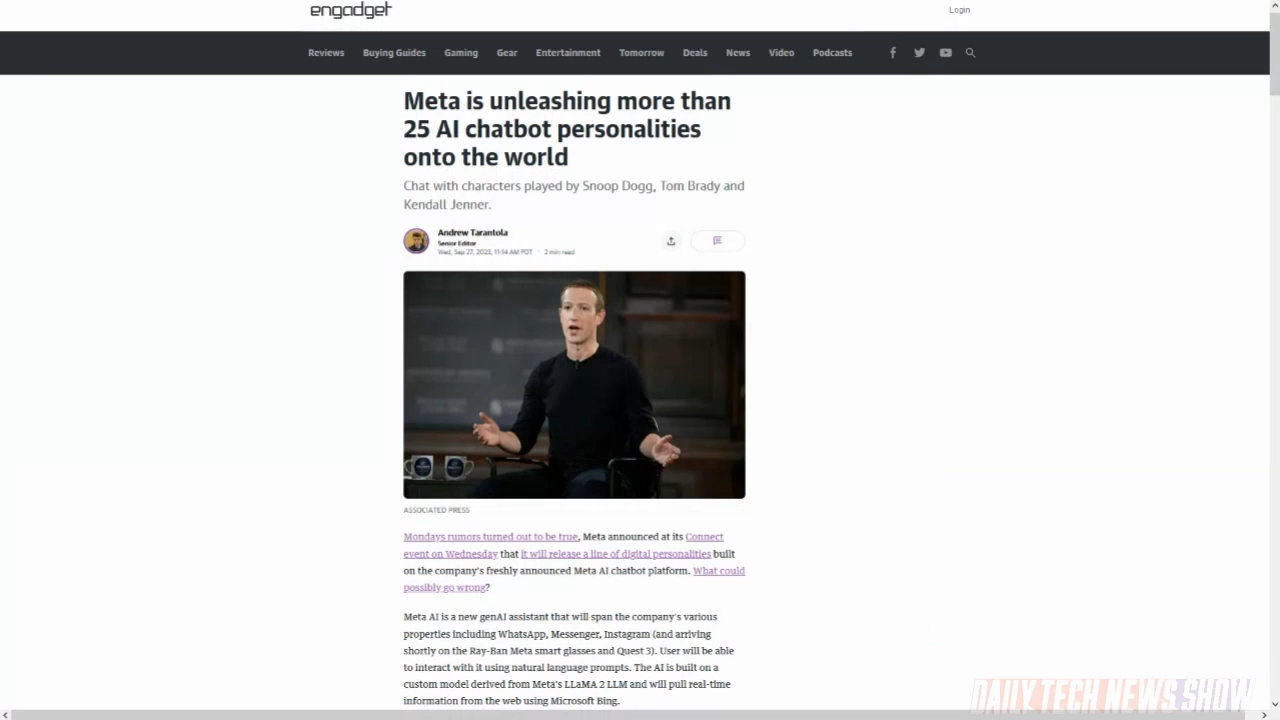 engadget
Login
Reviews Buying Guides Gaming Gear Entertainment Tomorrow Deals News Video Podcasts
Meta is unleashing more than
25 AI chatbot personalities
onto the world
Chat with characters played by Snoop Dogg, Tom Brady and
Kendall Jenner.
Andrew Tarantola
Senior Editor
Wed, Sep 27, 2023, 11:14 AM PDT · 2 min read
ASSOCIATED PRESS
Mondays rumors turned out to be true, Meta announced at its Connect
event on Wednesday that it will release a line of digital personalities built
on the company's freshly announced Meta AI chatbot platform. What could
possibly go wrong?
Meta AI is a new genAI assistant that will span the company's various
properties including WhatsApp, Messenger, Instagram (and arriving
shortly on the Ray-Ban Meta smart glasses and Quest 3). User will be able
to interact with it using natural language prompts. The AI is built on a
custom model derived from Meta's LLaMA 2 LLM and will pull real-time
information from the web using Microsoft Bing.
DAILY TECH NEWS SHOW